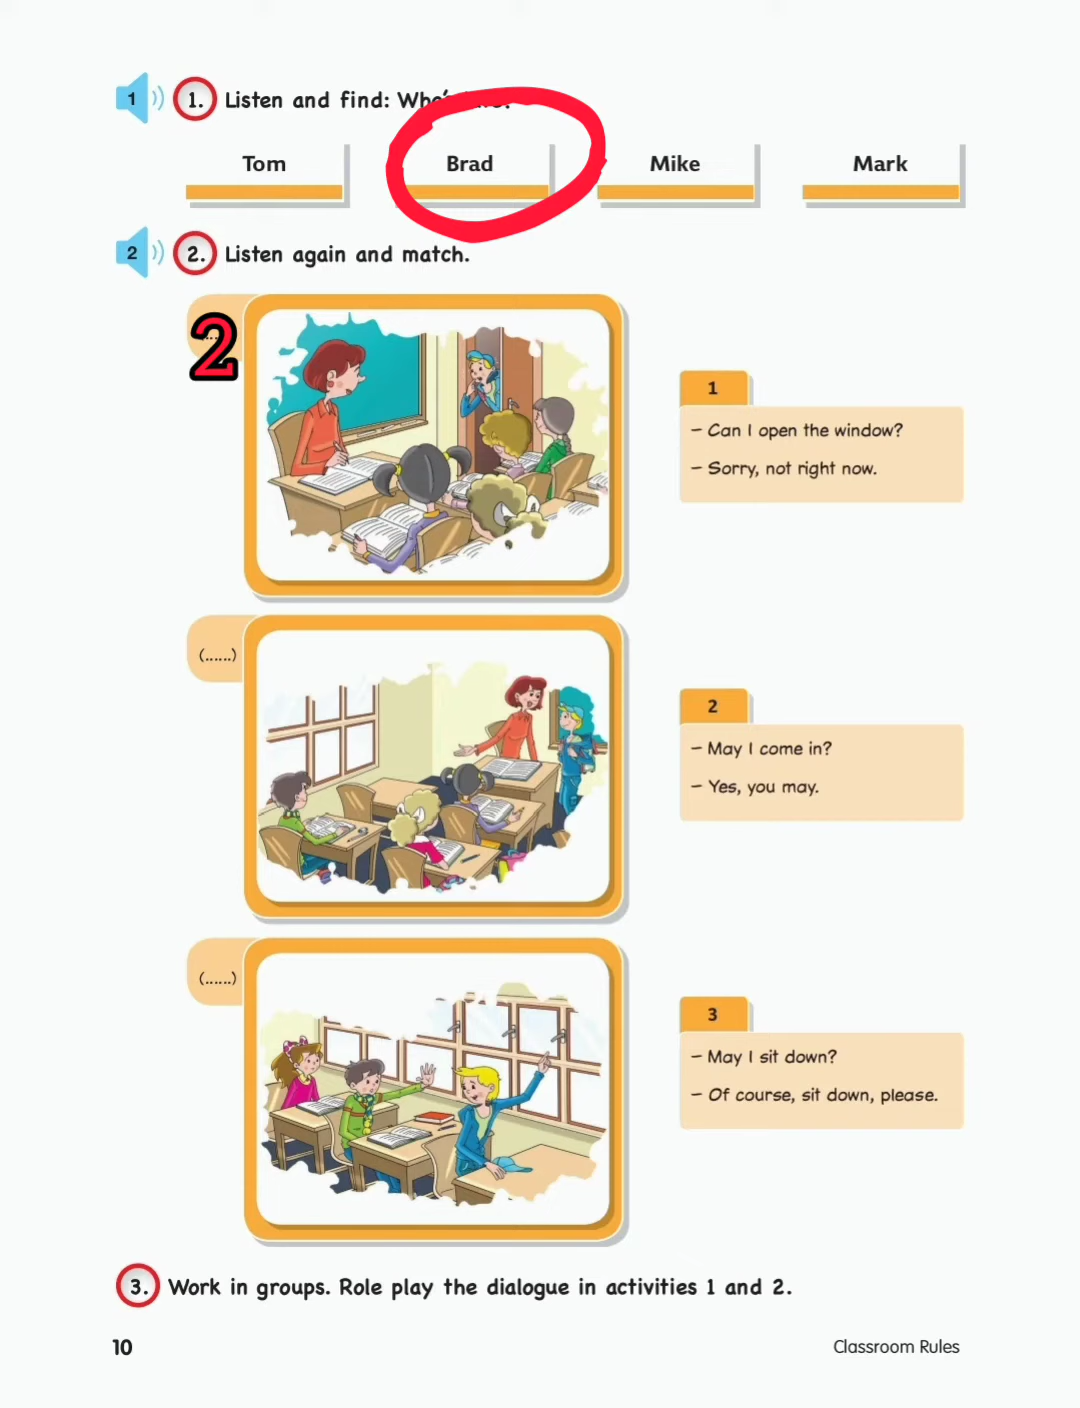 1 1. Listen and find: Who's
Tom Brad Mike Mark
2 2. Listen again and match.
2
1
– Can I open the window?
– Sorry, not right now.
(......)
2
– May I come in?
– Yes, you may.
(......)
3
– May I sit down?
– Of course, sit down, please.
3. Work in groups. Role play the dialogue in activities 1 and 2.
10 Classroom Rules